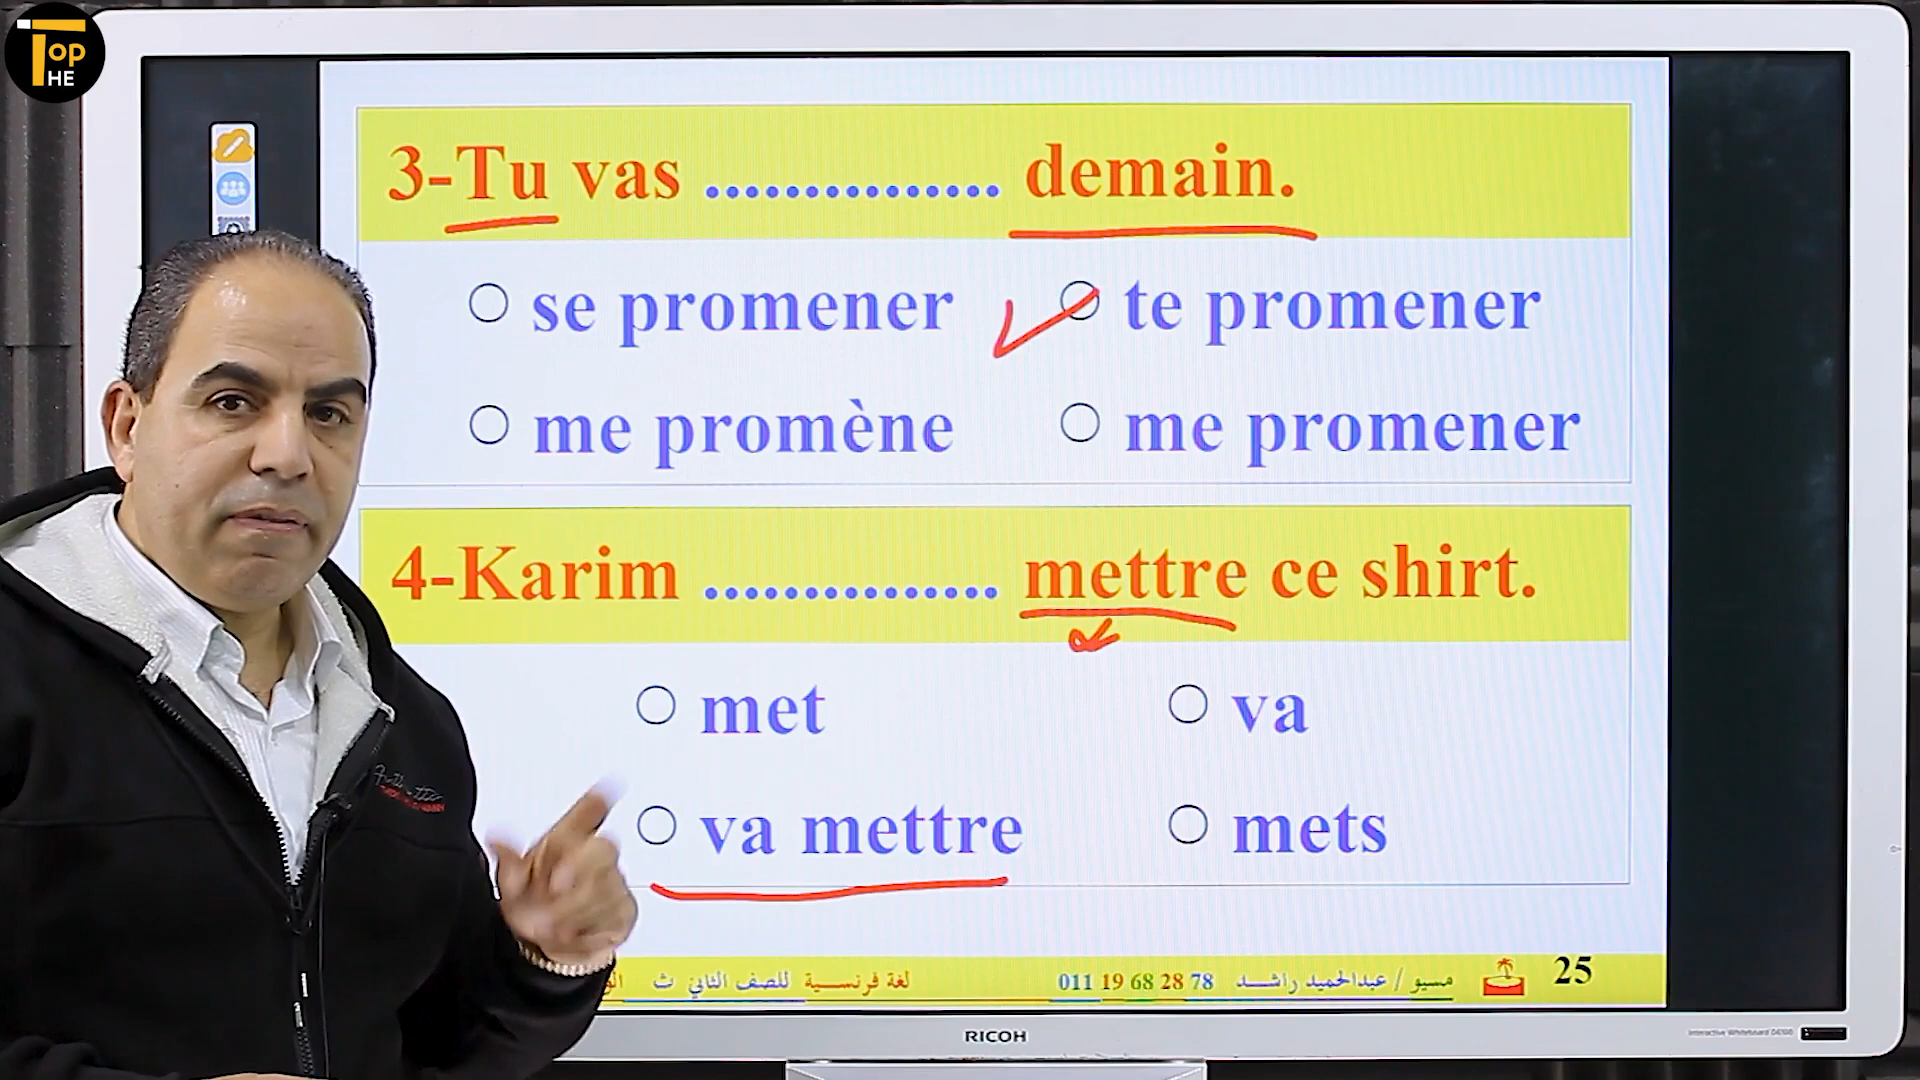 TOP
THE
3-Tu vas ............... demain.
se promener
te promener
me promène
me promener
4-Karim ............... mettre ce shirt.
met
va
va mettre
mets
مسيو / عبدالحميد راشد 011 19 68 28 78 لغة فرنسية للصف الثاني ث
25
RICOH